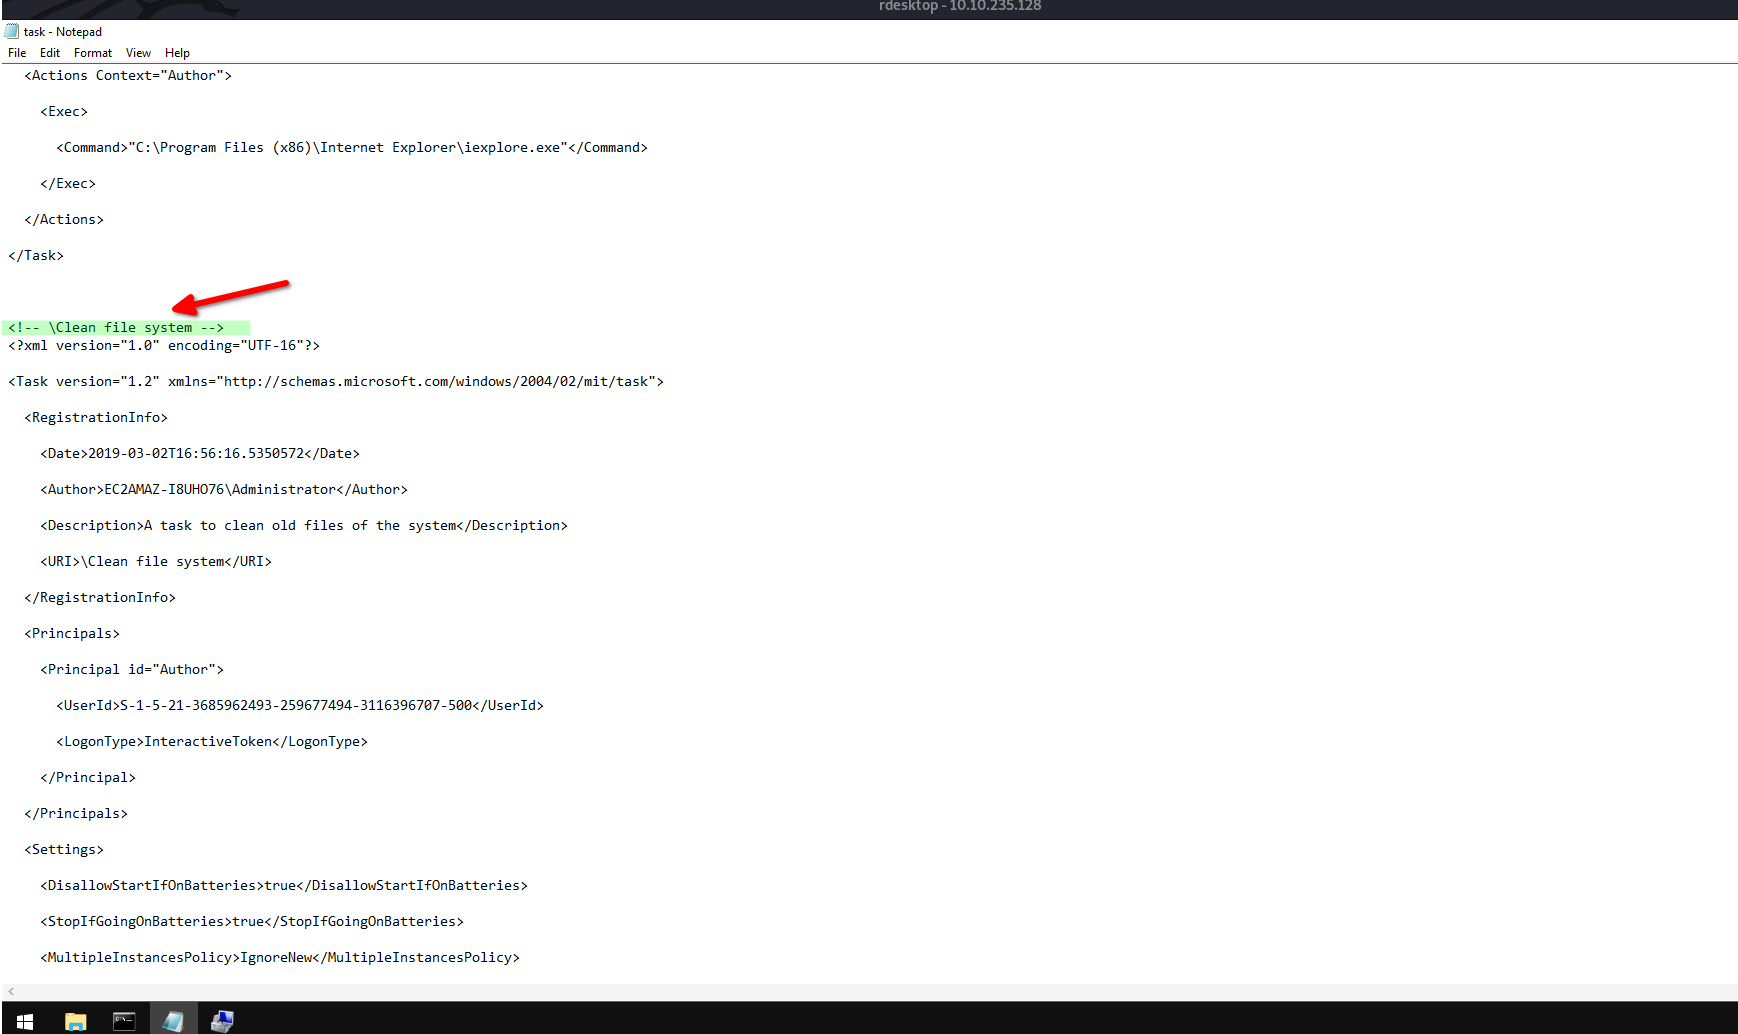 rdesktop - 10.10.235.128
task - Notepad
File Edit Format View Help
<Actions Context="Author">
<Exec>
<Command>"C:\Program Files (x86)\Internet Explorer\iexplore.exe"</Command>
</Exec>
</Actions>
</Task>
<!-- \Clean file system -->
<?xml version="1.0" encoding="UTF-16"?>
<Task version="1.2" xmlns="http://schemas.microsoft.com/windows/2004/02/mit/task">
<RegistrationInfo>
<Date>2019-03-02T16:56:16.5350572</Date>
<Author>EC2AMAZ-I8UHO76\Administrator</Author>
<Description>A task to clean old files of the system</Description>
<URI>\Clean file system</URI>
</RegistrationInfo>
<Principals>
<Principal id="Author">
<UserId>S-1-5-21-3685962493-259677494-3116396707-500</UserId>
<LogonType>InteractiveToken</LogonType>
</Principal>
</Principals>
<Settings>
<DisallowStartIfOnBatteries>true</DisallowStartIfOnBatteries>
<StopIfGoingOnBatteries>true</StopIfGoingOnBatteries>
<MultipleInstancesPolicy>IgnoreNew</MultipleInstancesPolicy>